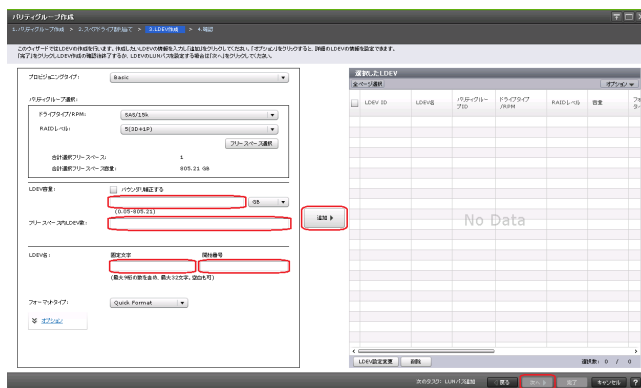 パリティグループ作成
1.パリティグループ作成 > 2.スペアドライブ割り当て > 3.LDEV作成 > 4.確認
このウィザードではLDEVの作成を行います。作成したいLDEVの情報を入力し「追加」をクリックしてください。「オプション」をクリックすると、詳細のLDEVの情報を設定できます。
「完了」をクリックしLDEV作成の確認後終了するか、LDEVのLUNパスを設定する場合は「次へ」をクリックしてください。
プロビジョニングタイプ: Basic
パリティグループ選択:
ドライブタイプ/RPM: SAS/15k
RAIDレベル: 5(3D+1P)
フリースペース選択
合計選択フリースペース: 1
合計選択フリースペース容量: 805.21 GB
LDEV容量: バウンダリ補正する
GB
(0.05-805.21)
フリースペース内LDEV数:
LDEV名: 固定文字 開始番号
(最大9桁の数を含め、最大32文字、空白も可)
フォーマットタイプ: Quick Format
オプション
追加
選択したLDEV
全ページ選択 オプション
LDEV ID LDEV名 パリティグループID ドライブタイプ/RPM RAIDレベル 容量
No Data
LDEV設定変更 削除 選択数: 0 / 0
次のタスク: LUNパス追加 戻る 次へ 完了 キャンセル ?